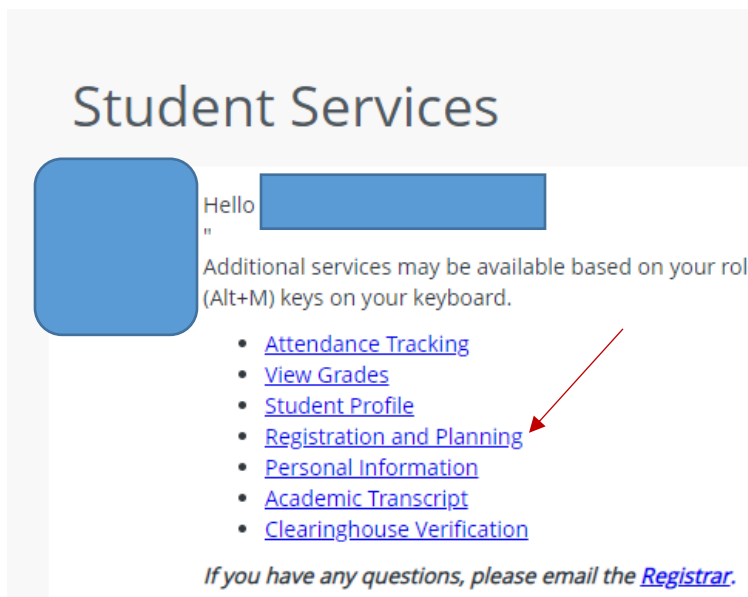 Student Services
Hello
"
Additional services may be available based on your rol
(Alt+M) keys on your keyboard.
Attendance Tracking
View Grades
Student Profile
Registration and Planning
Personal Information
Academic Transcript
Clearinghouse Verification
If you have any questions, please email the Registrar.